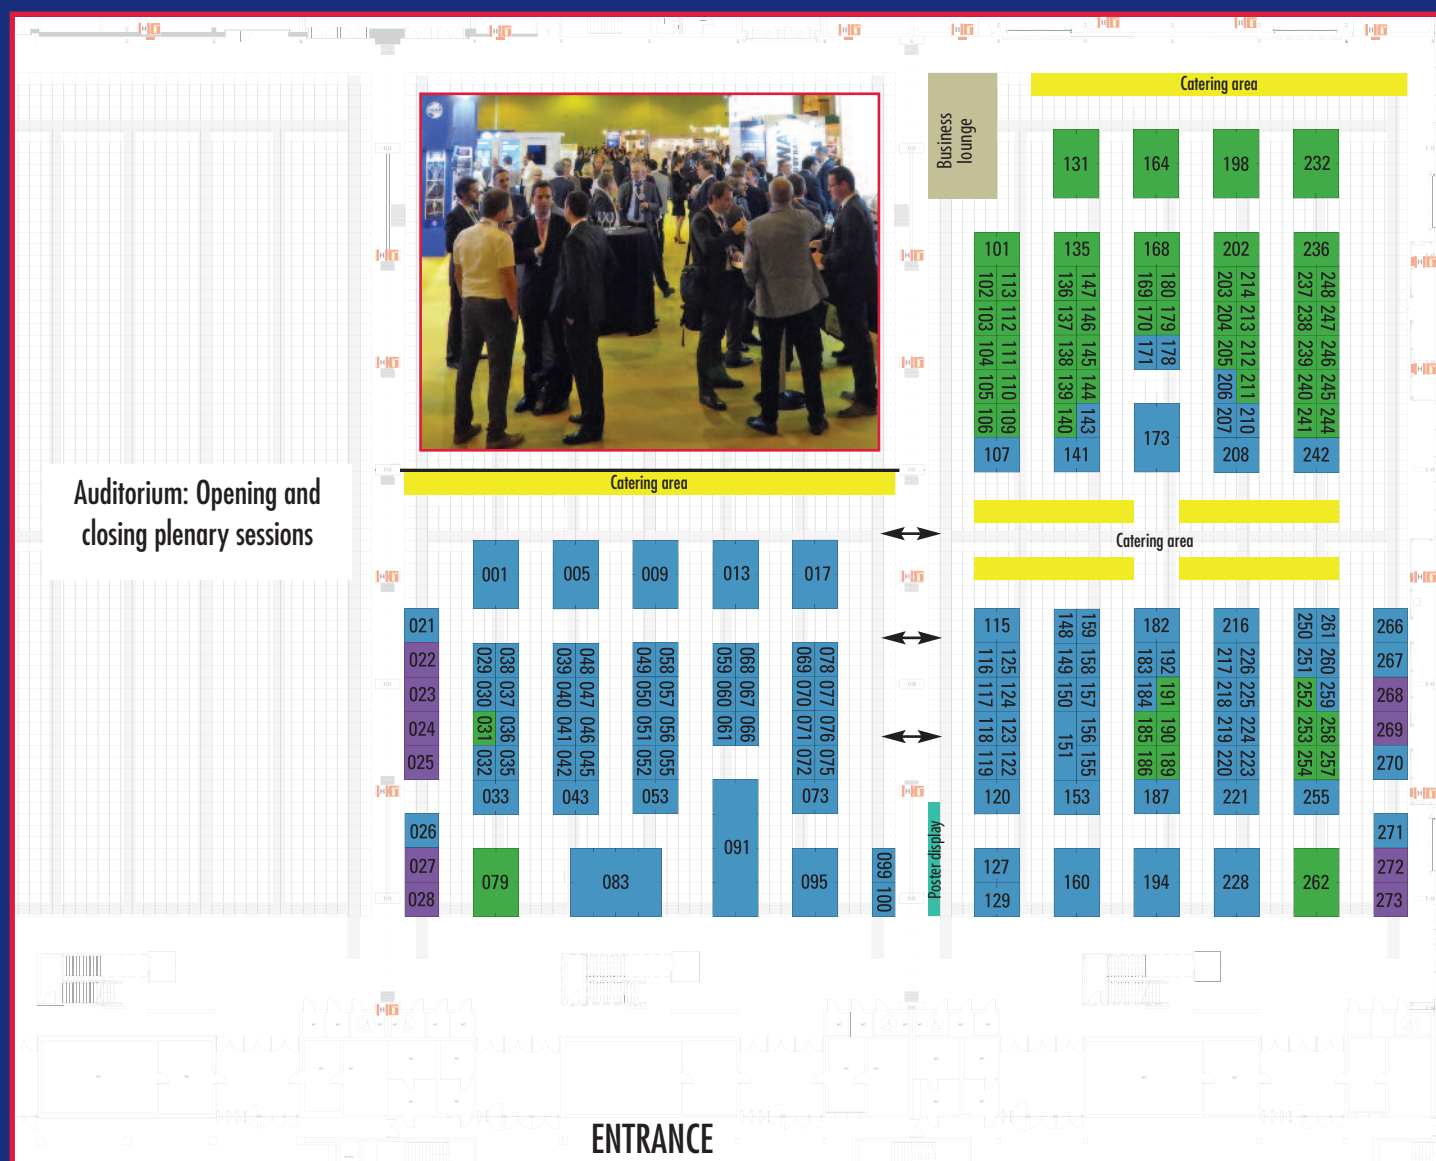 Catering area
Business
lounge
131 164 198 232
101 135 168 202 236
102 113 136 147 169 180 203 214 237 248
103 112 137 146 170 179 204 213 238 247
104 111 138 145 171 178 205 212 239 246
105 110 139 144 206 211 240 245
106 109 140 143 173 207 210 241 244
107 141 208 242
Catering area
Auditorium: Opening and
closing plenary sessions
Catering area
001 005 009 013 017
021 115 148 159 182 216 250 261 266
022 029 038 039 048 049 058 059 068 069 078 116 125 149 158 183 192 217 226 251 260 267
023 030 037 040 047 050 057 060 067 070 077 117 124 150 157 184 191 218 225 252 259 268
024 031 036 041 046 051 056 061 066 071 076 118 123 151 156 185 190 219 224 253 258 269
025 032 035 042 045 052 055 072 075 119 122 155 186 189 220 223 254 257 270
033 043 053 073 120 153 187 221 255
026 091 271
027 099 127 272
079 083 095 160 194 228 262
028 100 129 273
Poster display
ENTRANCE